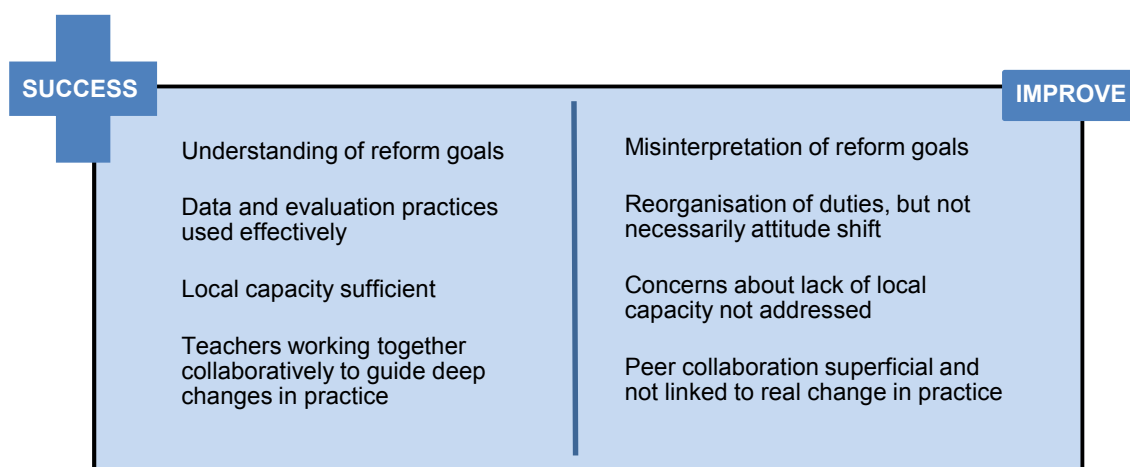 SUCCESS
IMPROVE
Understanding of reform goals
Data and evaluation practices
used effectively
Local capacity sufficient
Teachers working together
collaboratively to guide deep
changes in practice
Misinterpretation of reform goals
Reorganisation of duties, but not
necessarily attitude shift
Concerns about lack of local
capacity not addressed
Peer collaboration superficial and
not linked to real change in practice